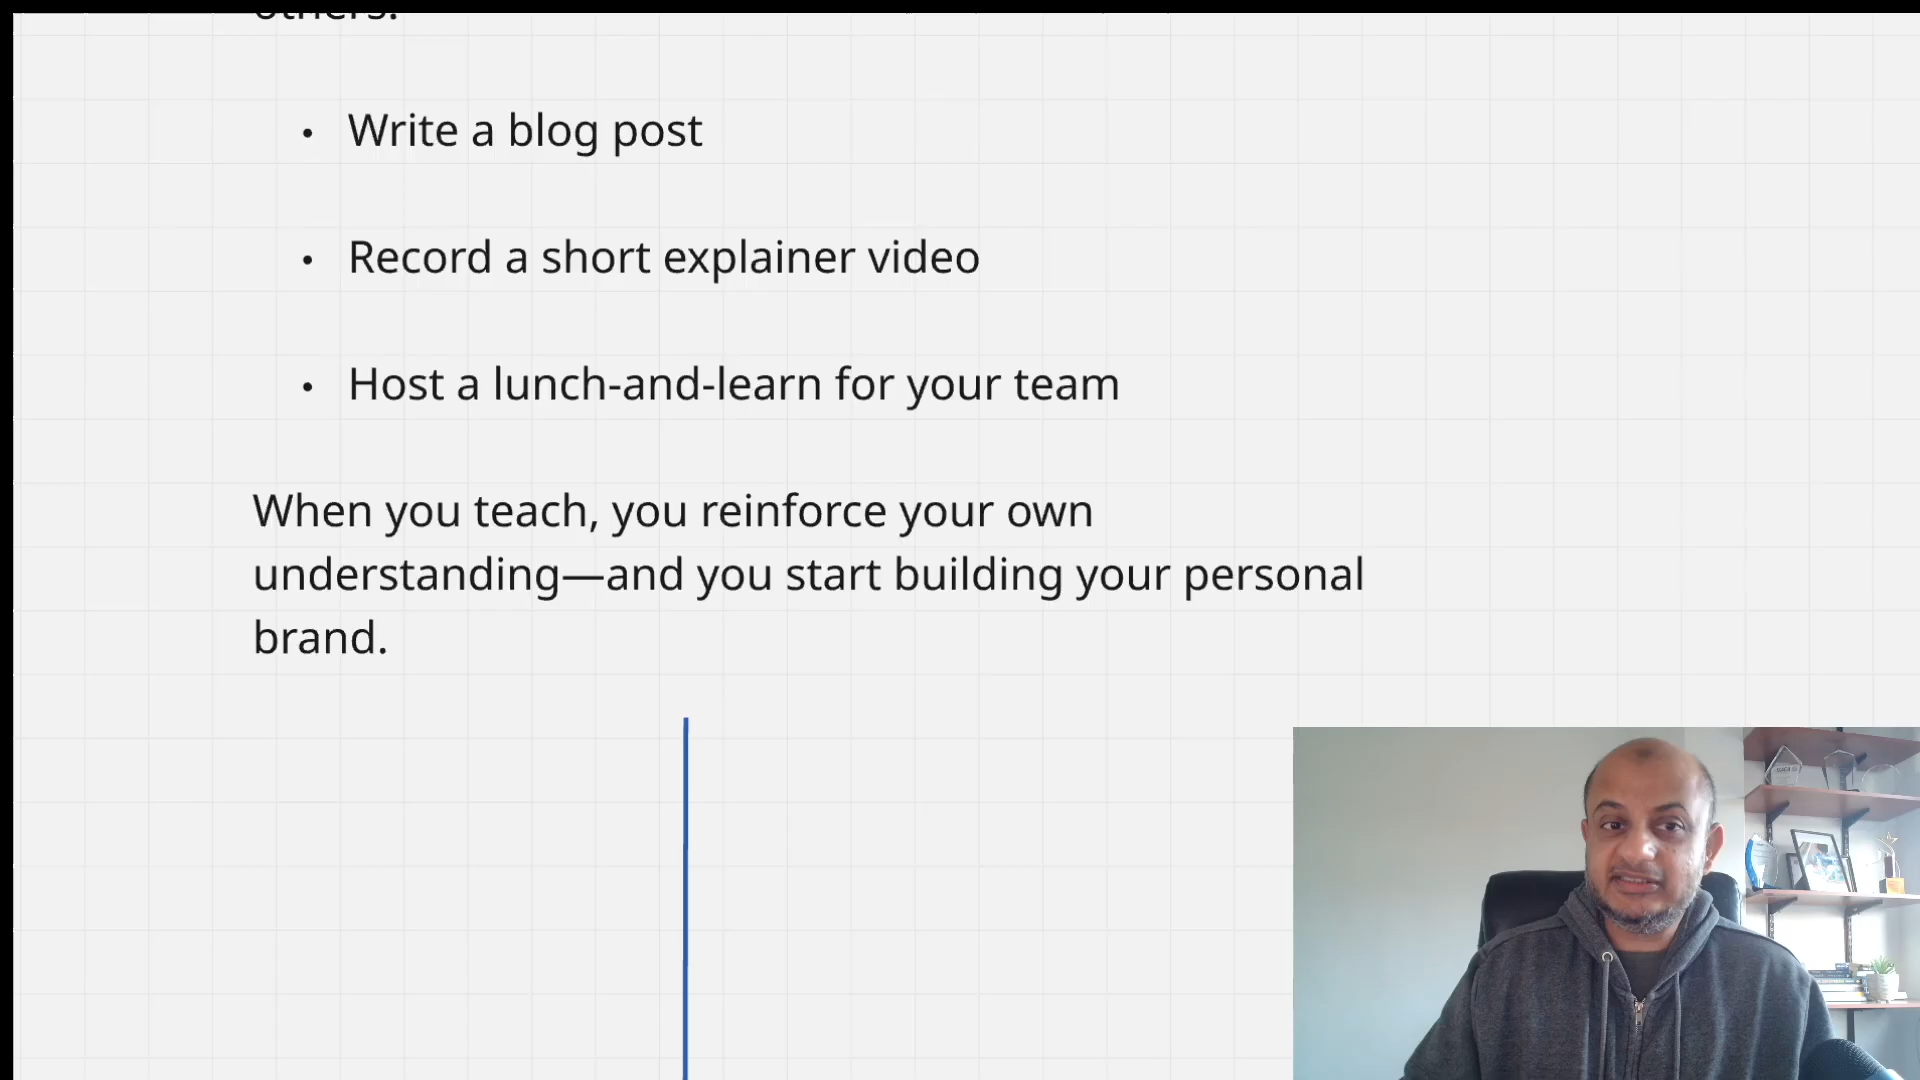 others.
• Write a blog post
• Record a short explainer video
• Host a lunch-and-learn for your team
When you teach, you reinforce your own
understanding—and you start building your personal
brand.